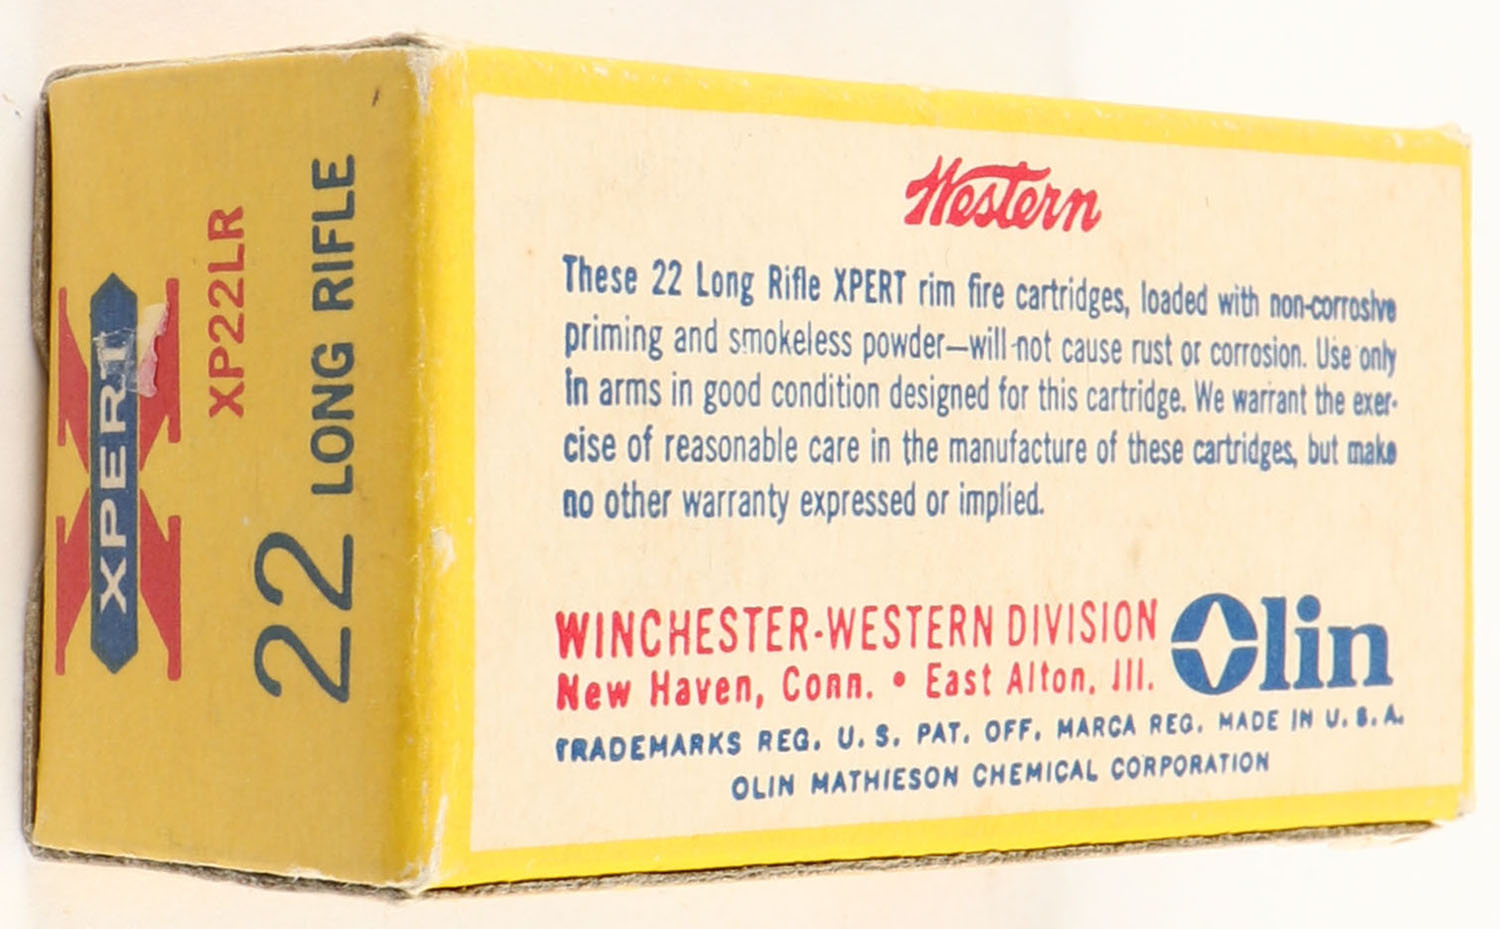 XPERT
XP22LR
22 LONG RIFLE
Western
These 22 Long Rifle XPERT rim fire cartridges, loaded with non-corrosive
priming and smokeless powder—will not cause rust or corrosion. Use only
in arms in good condition designed for this cartridge. We warrant the exer-
cise of reasonable care in the manufacture of these cartridges, but make
no other warranty expressed or implied.
WINCHESTER-WESTERN DIVISION
New Haven, Conn. • East Alton, Ill.
Olin
TRADEMARKS REG. U. S. PAT. OFF. MARCA REG. MADE IN U. S. A.
OLIN MATHIESON CHEMICAL CORPORATION